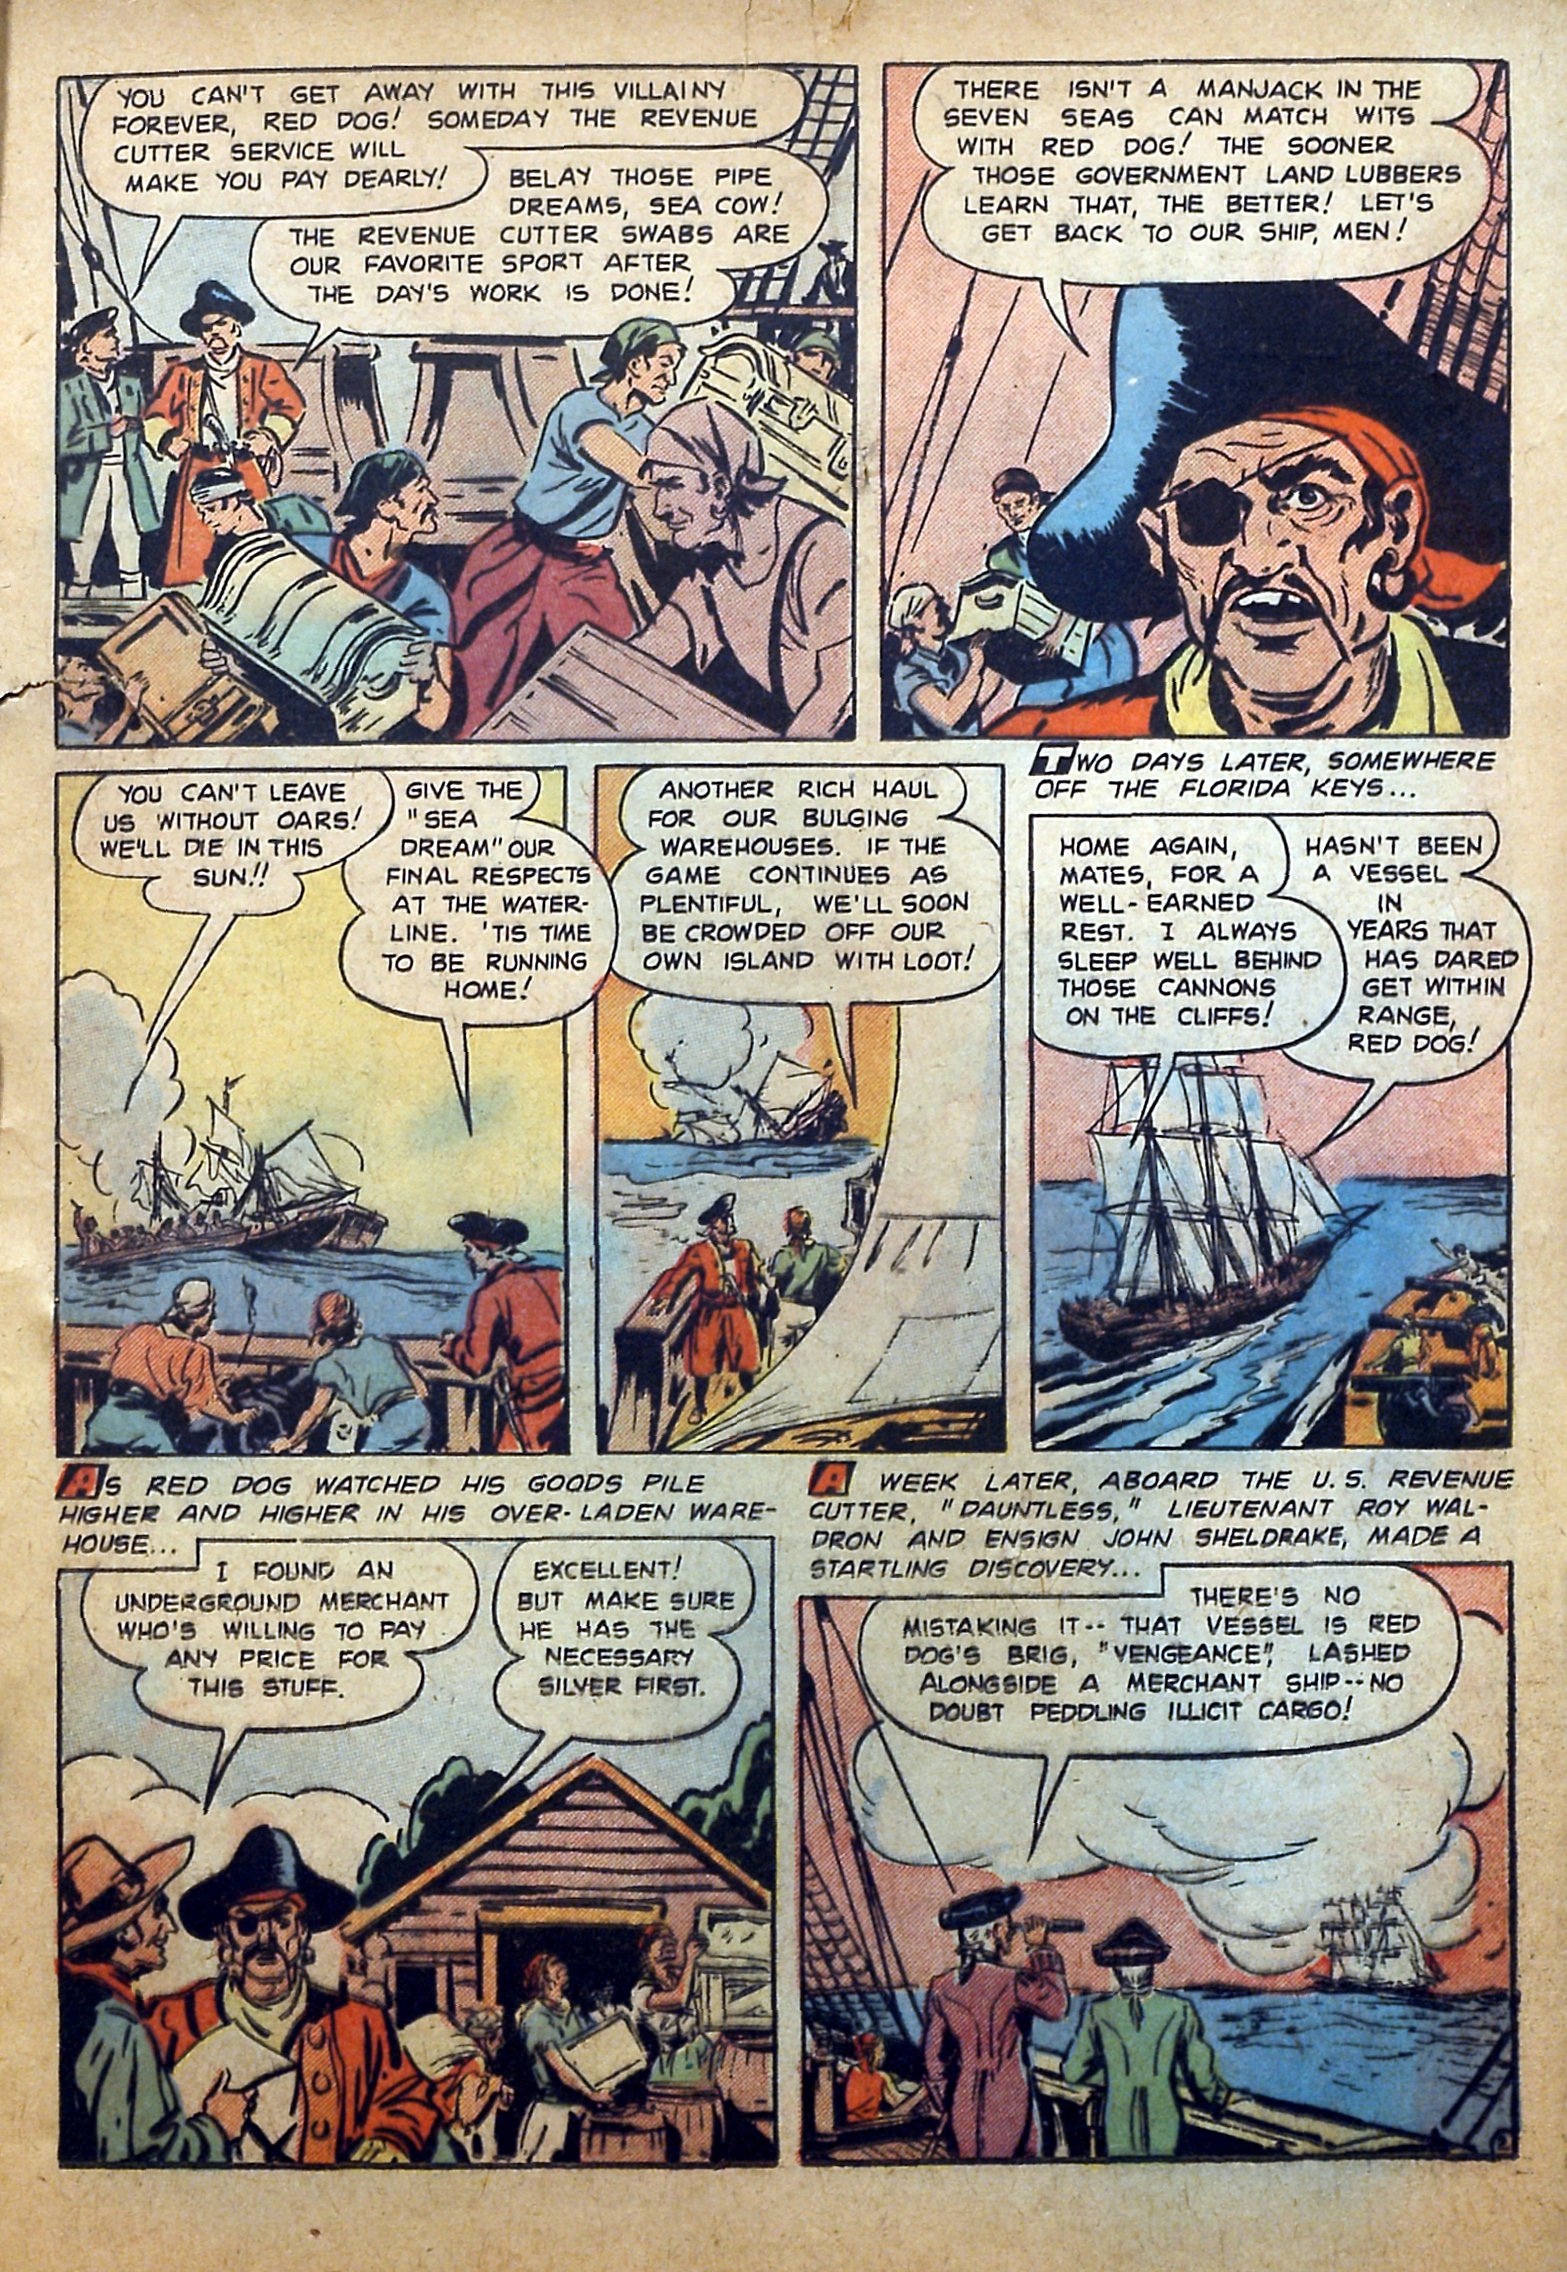 YOU CAN'T GET AWAY WITH THIS VILLAINY
FOREVER, RED DOG! SOMEDAY THE REVENUE
CUTTER SERVICE WILL
MAKE YOU PAY DEARLY!
BELAY THOSE PIPE
DREAMS, SEA COW!
THE REVENUE CUTTER SWABS ARE
OUR FAVORITE SPORT AFTER
THE DAY'S WORK IS DONE!
THERE ISN'T A MANJACK IN THE
SEVEN SEAS CAN MATCH WITS
WITH RED DOG! THE SOONER
THOSE GOVERNMENT LAND LUBBERS
LEARN THAT, THE BETTER! LET'S
GET BACK TO OUR SHIP, MEN!
YOU CAN'T LEAVE
US WITHOUT OARS!
WE'LL DIE IN THIS
SUN!!
GIVE THE
"SEA
DREAM" OUR
FINAL RESPECTS
AT THE WATER-
LINE. 'TIS TIME
TO BE RUNNING
HOME!
ANOTHER RICH HAUL
FOR OUR BULGING
WAREHOUSES. IF THE
GAME CONTINUES AS
PLENTIFUL, WE'LL SOON
BE CROWDED OFF OUR
OWN ISLAND WITH LOOT!
TWO DAYS LATER, SOMEWHERE
OFF THE FLORIDA KEYS...
HOME AGAIN,
MATES, FOR A
WELL-EARNED
REST. I ALWAYS
SLEEP WELL BEHIND
THOSE CANNONS
ON THE CLIFFS!
HASN'T BEEN
A VESSEL
IN
YEARS THAT
HAS DARED
GET WITHIN
RANGE,
RED DOG!
AS RED DOG WATCHED HIS GOODS PILE
HIGHER AND HIGHER IN HIS OVER-LADEN WARE-
HOUSE...
I FOUND AN
UNDERGROUND MERCHANT
WHO'S WILLING TO PAY
ANY PRICE FOR
THIS STUFF.
EXCELLENT!
BUT MAKE SURE
HE HAS THE
NECESSARY
SILVER FIRST.
A WEEK LATER, ABOARD THE U.S. REVENUE
CUTTER, "DAUNTLESS," LIEUTENANT ROY WAL-
DRON AND ENSIGN JOHN SHELDRAKE, MADE A
STARTLING DISCOVERY...
THERE'S NO
MISTAKING IT-- THAT VESSEL IS RED
DOG'S BRIG, "VENGEANCE", LASHED
ALONGSIDE A MERCHANT SHIP--NO
DOUBT PEDDLING ILLICIT CARGO!